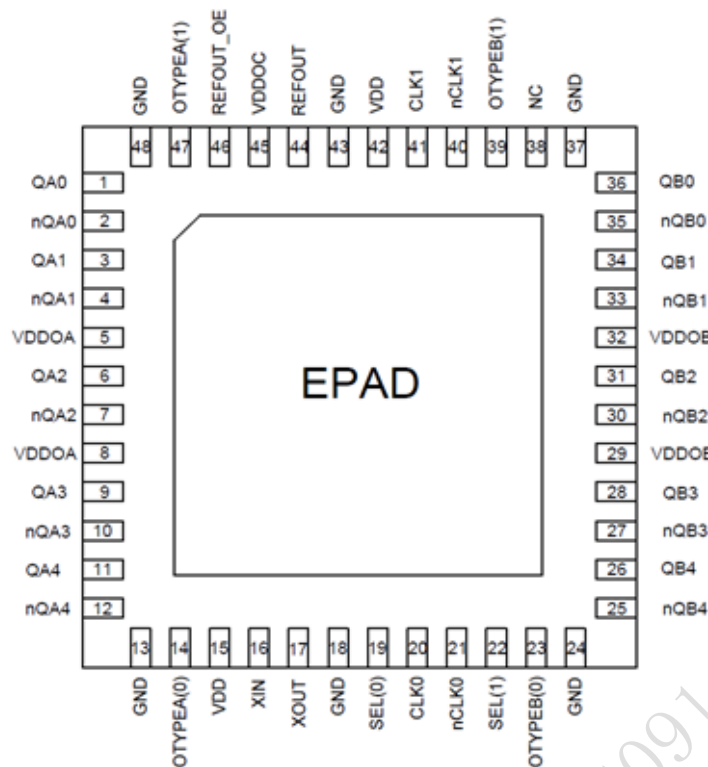 GND OTYPEA(1) REFOUT_OE VDDOC REFOUT GND VDD CLK1 nCLK1 OTYPEB(1) NC GND
48 47 46 45 44 43 42 41 40 39 38 37
QA0 1 36 QB0
nQA0 2 35 nQB0
QA1 3 34 QB1
nQA1 4 33 nQB1
VDDOA 5 32 VDDOB
QA2 6 31 QB2
EPAD
nQA2 7 30 nQB2
VDDOA 8 29 VDDOB
QA3 9 28 QB3
nQA3 10 27 nQB3
QA4 11 26 QB4
nQA4 12 25 nQB4
13 14 15 16 17 18 19 20 21 22 23 24
GND OTYPEA(0) VDD XIN XOUT GND SEL(0) CLK0 nCLK0 SEL(1) OTYPEB(0) GND